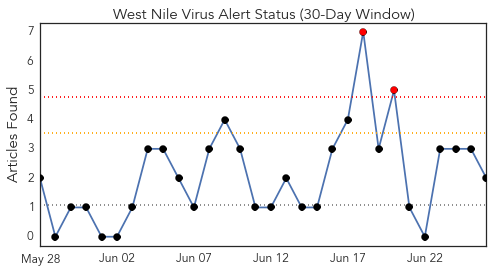 West Nile Virus Alert Status (30-Day Window)
Articles Found
7
6
5
4
3
2
1
0
May 28
Jun 02
Jun 07
Jun 12
Jun 17
Jun 22